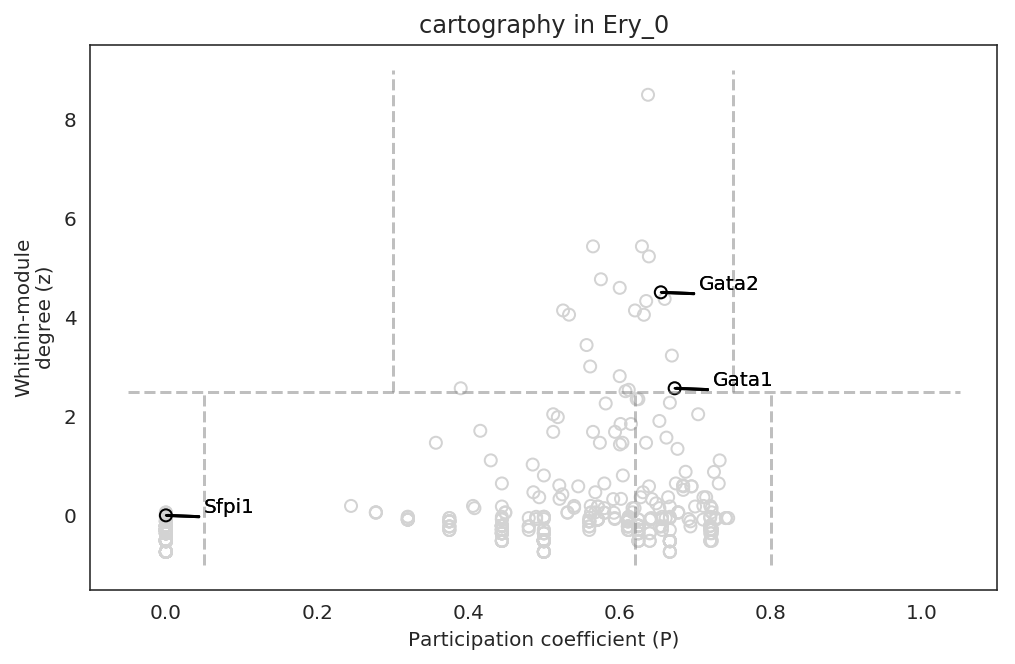 cartography in Ery_0
8
6
4
2
0
Whithin-module
degree (z)
Gata2
Gata1
Sfpi1
0.0 0.2 0.4 0.6 0.8 1.0
Participation coefficient (P)